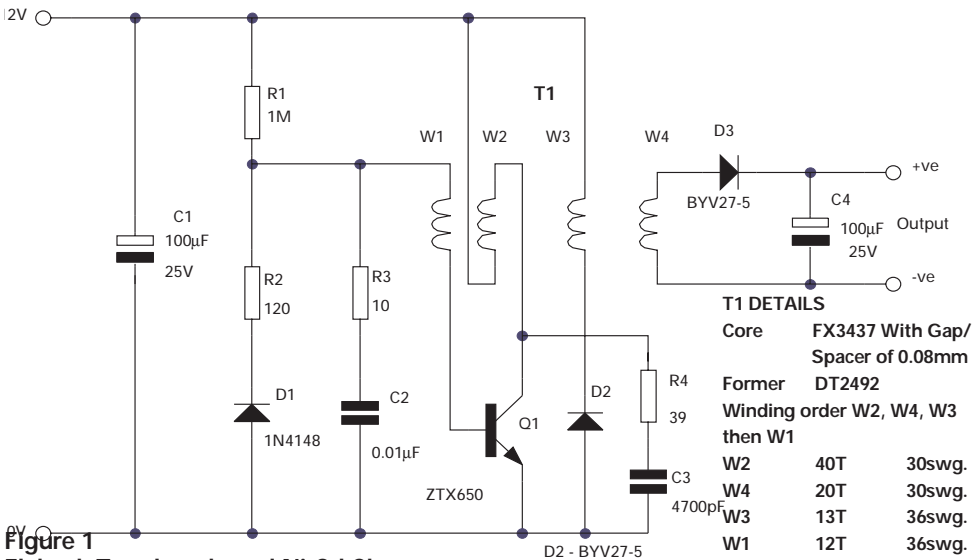 12V
R1
1M
T1
W1
W2
W3
W4
D3
BYV27-5
+ve
C4
100µF
25V
Output
-ve
C1
100µF
25V
R2
120
R3
10
D1
1N4148
C2
0.01µF
Q1
ZTX650
D2
R4
39
C3
4700pF
D2 - BYV27-5
0V
T1 DETAILS
Core FX3437 With Gap/
Spacer of 0.08mm
Former DT2492
Winding order W2, W4, W3
then W1
W2 40T 30swg.
W4 20T 30swg.
W3 13T 36swg.
W1 12T 36swg.
Figure 1